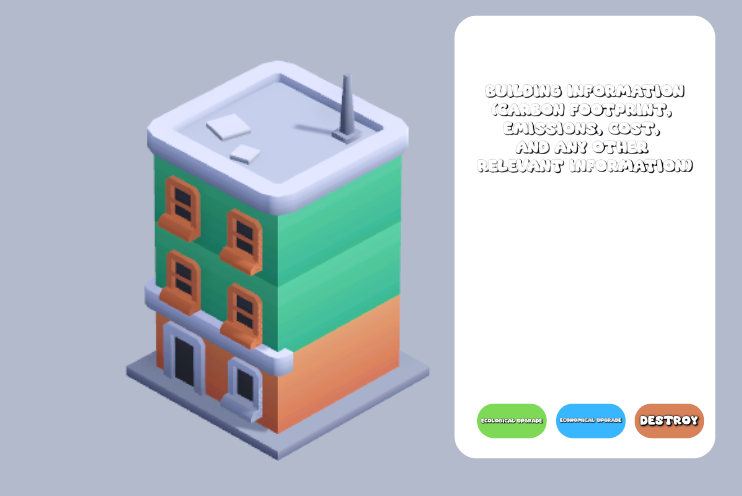 BUILDING INFORMATION
(CARBON FOOTPRINT,
EMISSIONS, COST,
AND ANY OTHER
RELEVANT INFORMATION)
ECOLOGICAL UPGRADE
ECONOMICAL UPGRADE
DESTROY